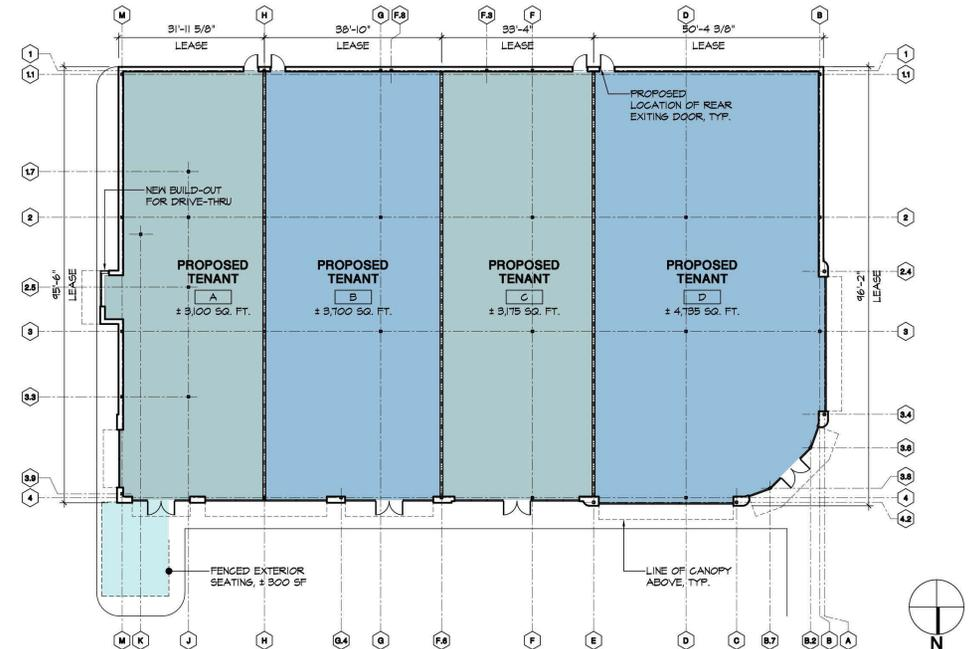 M H G F.8 F.3 F D B
31'-11 5/8" 38'-10" 33'-4" 50'-4 3/8"
LEASE LEASE LEASE LEASE
1 1
1.1 1.1
PROPOSED
LOCATION OF REAR
EXITING DOOR, TYP.
1.7
NEW BUILD-OUT
FOR DRIVE-THRU
2 2
PROPOSED PROPOSED PROPOSED PROPOSED
TENANT TENANT TENANT TENANT
2.4
95'-6" LEASE
96'-2" LEASE
2.5
A B C D
± 3,100 SQ. FT. ± 3,700 SQ. FT. ± 3,175 SQ. FT. ± 4,735 SQ. FT.
3 3
3.3
3.4
3.6
3.9 3.8
4 4
4.2
FENCED EXTERIOR
SEATING, ± 300 SF
LINE OF CANOPY
ABOVE, TYP.
M K J H G.4 G F.6 F E D C B.7 B.2 B A
N